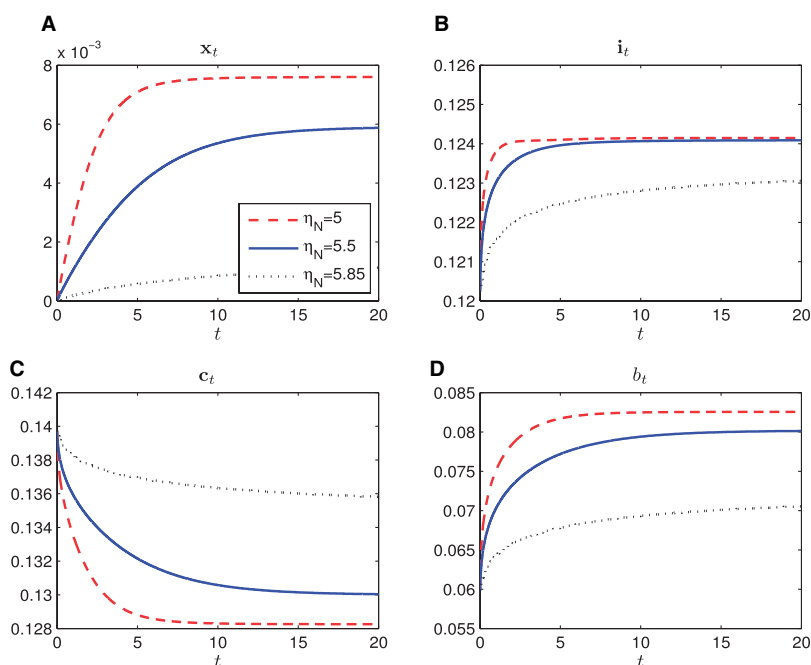 A
B
x_t
i_t
x 10^-3
8
6
4
2
0
0 5 10 15 20
t
η_N=5
η_N=5.5
η_N=5.85
0.126
0.125
0.124
0.123
0.122
0.121
0.12
0 5 10 15 20
t
C
D
c_t
b_t
0.142
0.14
0.138
0.136
0.134
0.132
0.13
0.128
0 5 10 15 20
t
0.085
0.08
0.075
0.07
0.065
0.06
0.055
0 5 10 15 20
t